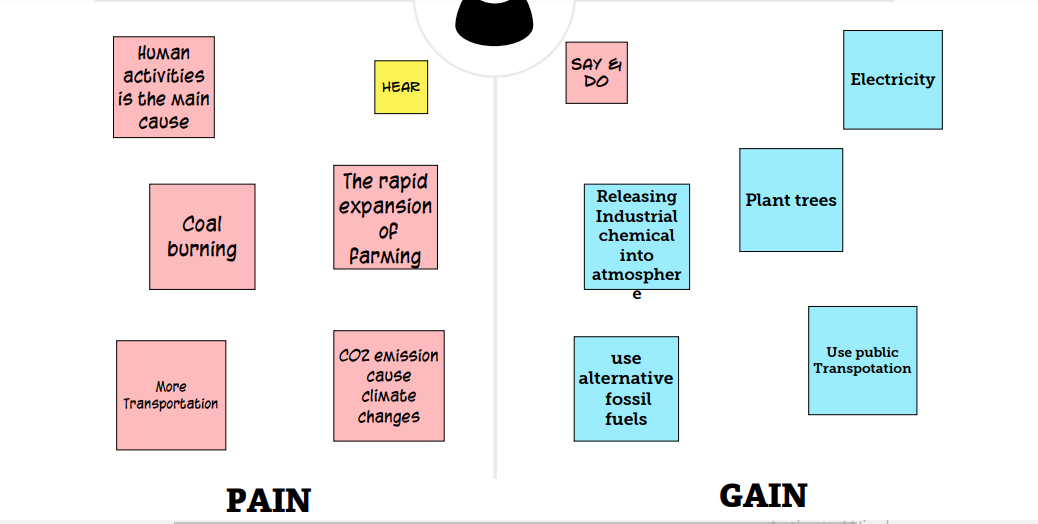 Human
activities
is the main
cause
HEAR
SAY &
DO
Electricity
Coal
burning
The rapid
expansion
of
farming
Releasing
Industrial
chemical
into
atmospher
e
Plant trees
More
Transportation
CO2 emission
cause
climate
changes
use
alternative
fossil
fuels
Use public
Transpotation
PAIN
GAIN